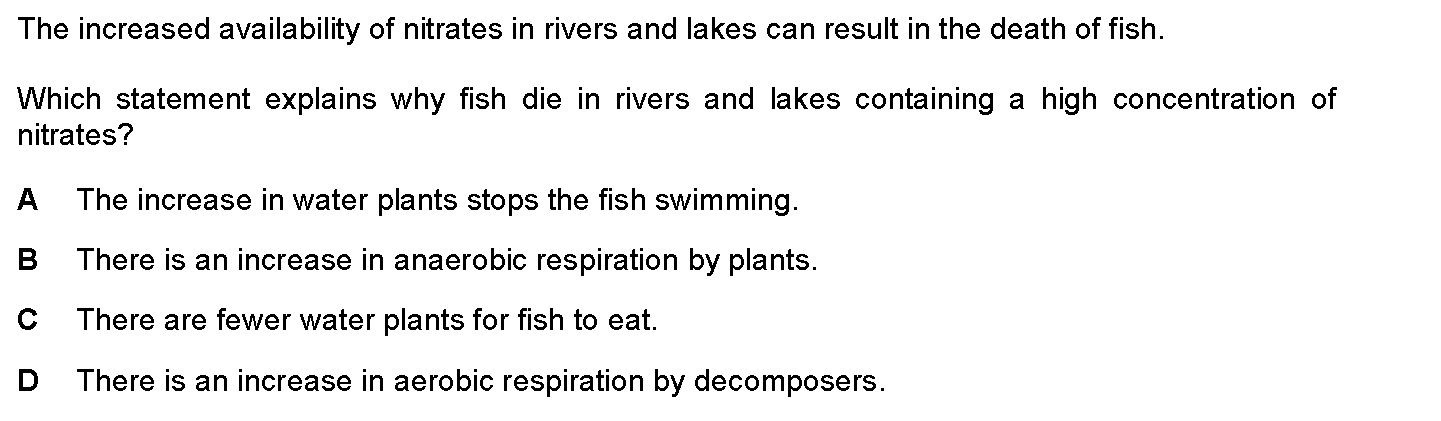 The increased availability of nitrates in rivers and lakes can result in the death of fish.
Which statement explains why fish die in rivers and lakes containing a high concentration of
nitrates?
A The increase in water plants stops the fish swimming.
B There is an increase in anaerobic respiration by plants.
C There are fewer water plants for fish to eat.
D There is an increase in aerobic respiration by decomposers.